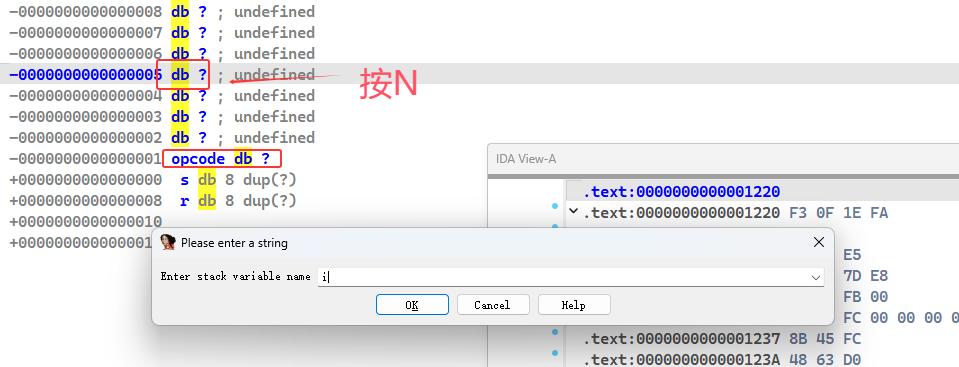 -0000000000000008 db ? ; undefined
-0000000000000007 db ? ; undefined
-0000000000000006 db ? ; undefined
-0000000000000005 db ? ; undefined
按N
-0000000000000004 db ? ; undefined
-0000000000000003 db ? ; undefined
-0000000000000002 db ? ; undefined
-0000000000000001 opcode db ?
+0000000000000000 s db 8 dup(?)
+0000000000000008 r db 8 dup(?)
+0000000000000010
+000000000000001
IDA View-A
.text:0000000000001220
.text:0000000000001220 F3 0F 1E FA
E5
7D E8
FB 00
FC 00 00 00 0
.text:0000000000001237 8B 45 FC
.text:000000000000123A 48 63 D0
Please enter a string
Enter stack variable name i
OK
Cancel
Help